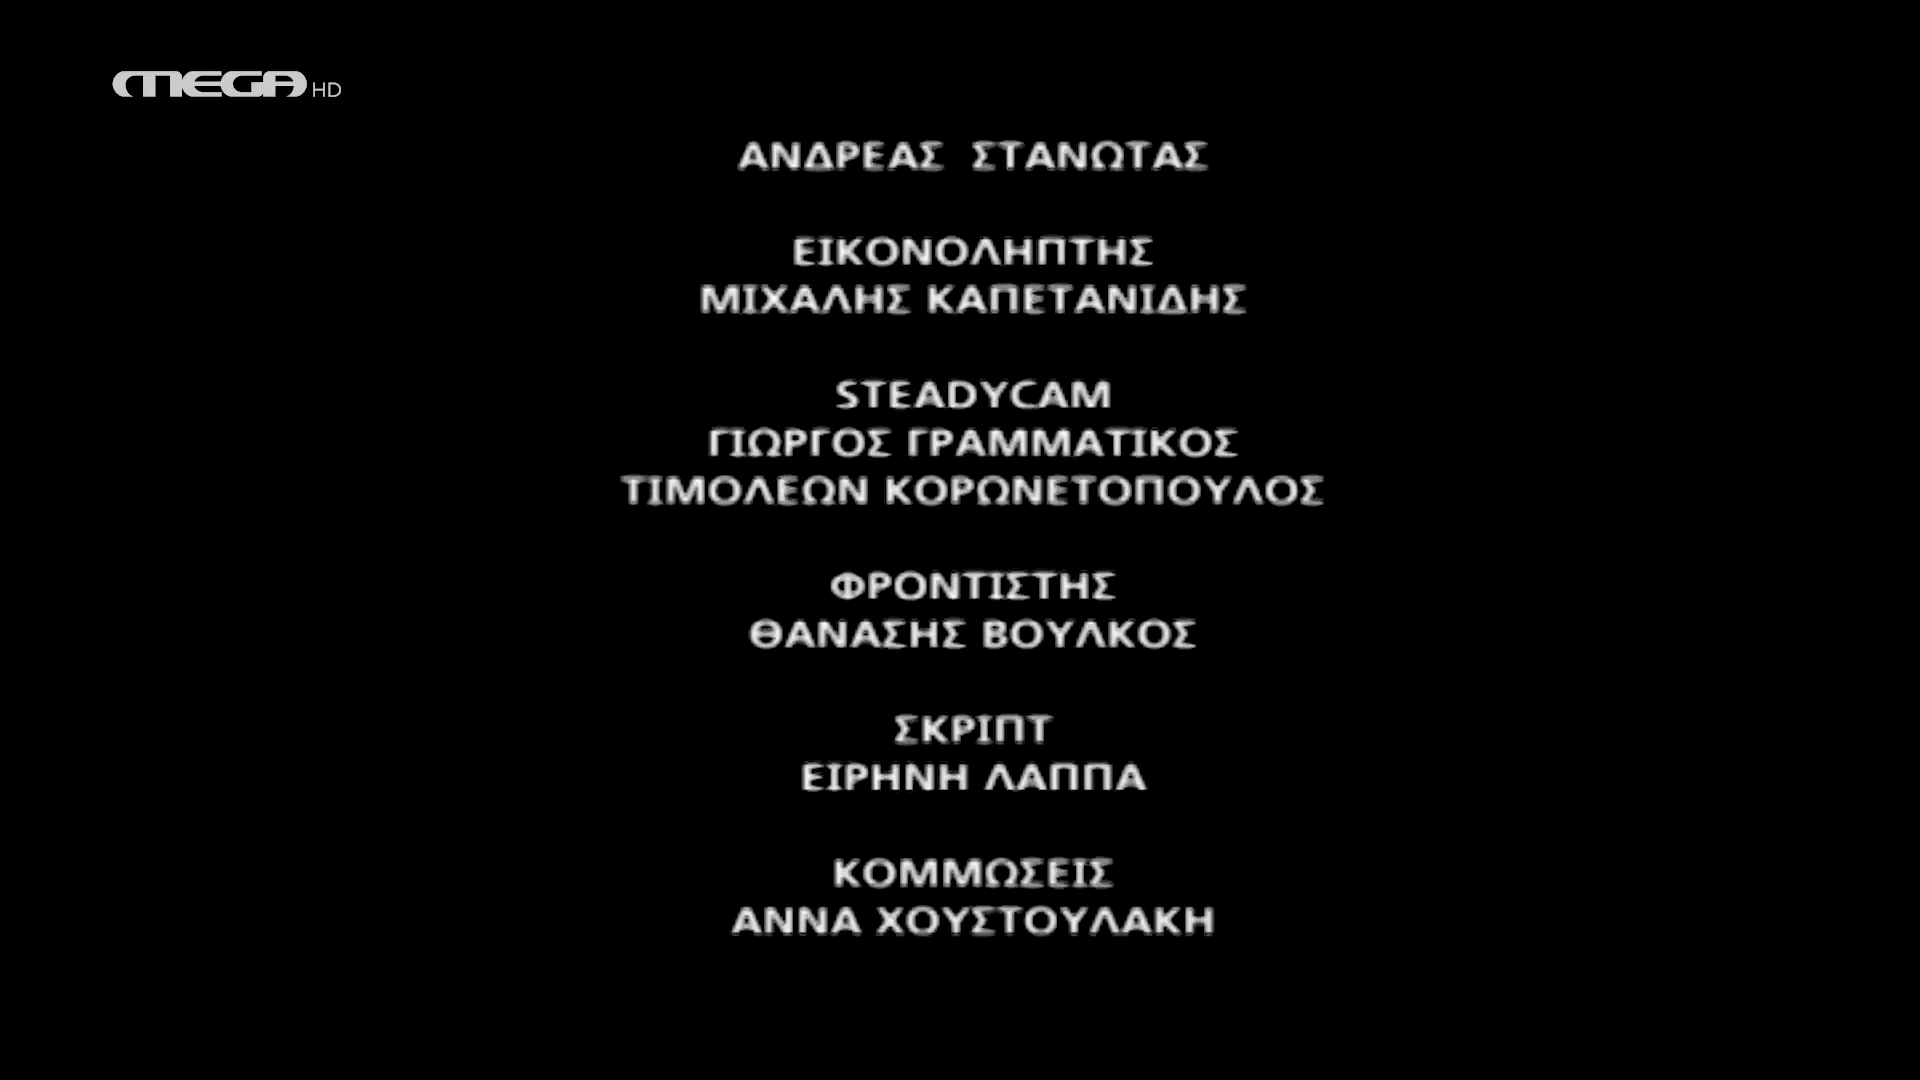 MEGA HD
ΑΝΔΡΕΑΣ ΣΤΑΝΩΤΑΣ
ΕΙΚΟΝΟΛΗΠΤΗΣ
ΜΙΧΑΛΗΣ ΚΑΠΕΤΑΝΙΔΗΣ
STEADYCAM
ΓΙΩΡΓΟΣ ΓΡΑΜΜΑΤΙΚΟΣ
ΤΙΜΟΛΕΩΝ ΚΟΡΩΝΕΤΟΠΟΥΛΟΣ
ΦΡΟΝΤΙΣΤΗΣ
ΘΑΝΑΣΗΣ ΒΟΥΛΚΟΣ
ΣΚΡΙΠΤ
ΕΙΡΗΝΗ ΛΑΠΠΑ
ΚΟΜΜΩΣΕΙΣ
ΑΝΝΑ ΧΟΥΣΤΟΥΛΑΚΗ